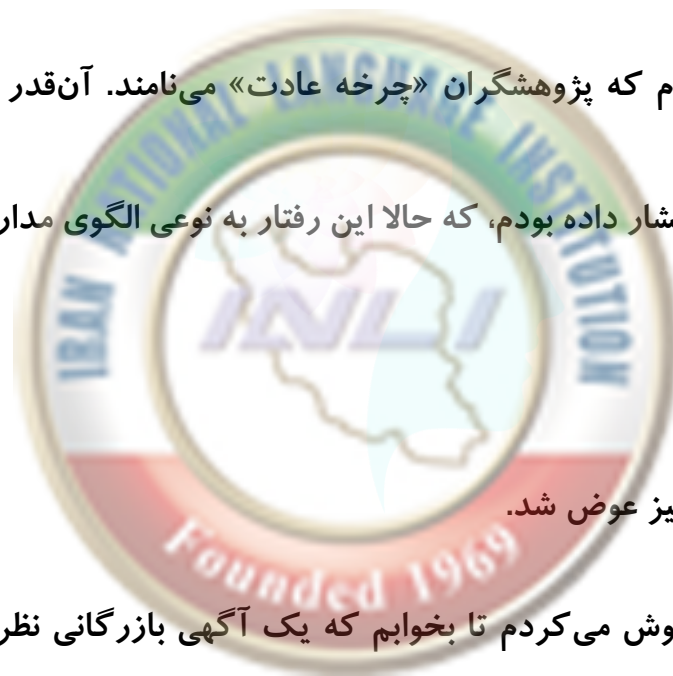 م که پژوهشگران «چرخه عادت» می‌نامند. آن‌قدر
شار داده بودم، که حالا این رفتار به نوعی الگوی مدار
یز عوض شد.
وش می‌کردم تا بخوابم که یک آگهی بازرگانی نظر
IRAN NATIONAL LANGUAGE INSTITUTION
INLI
Founded 1969